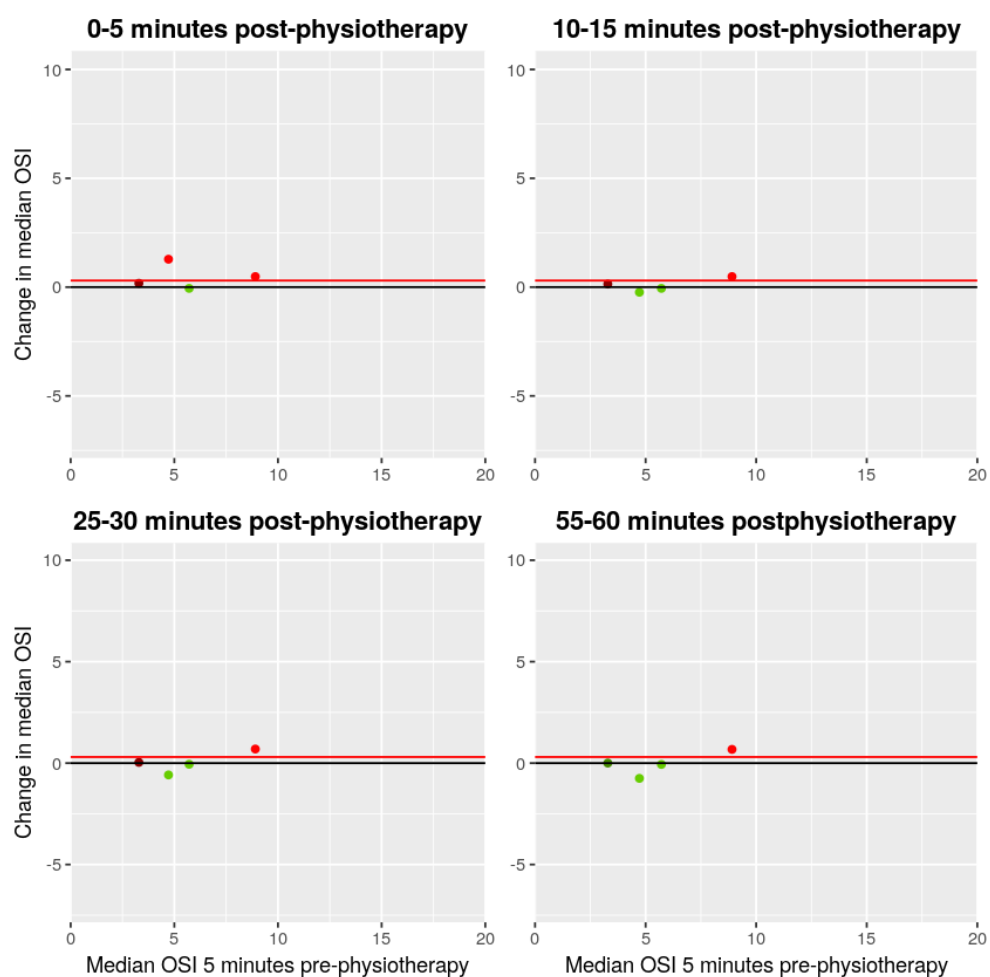 0-5 minutes post-physiotherapy
10-15 minutes post-physiotherapy
Change in median OSI
10
5
0
-5
0 5 10 15 20
10
5
0
-5
0 5 10 15 20
25-30 minutes post-physiotherapy
55-60 minutes postphysiotherapy
Change in median OSI
10
5
0
-5
0 5 10 15 20
Median OSI 5 minutes pre-physiotherapy
10
5
0
-5
0 5 10 15 20
Median OSI 5 minutes pre-physiotherapy